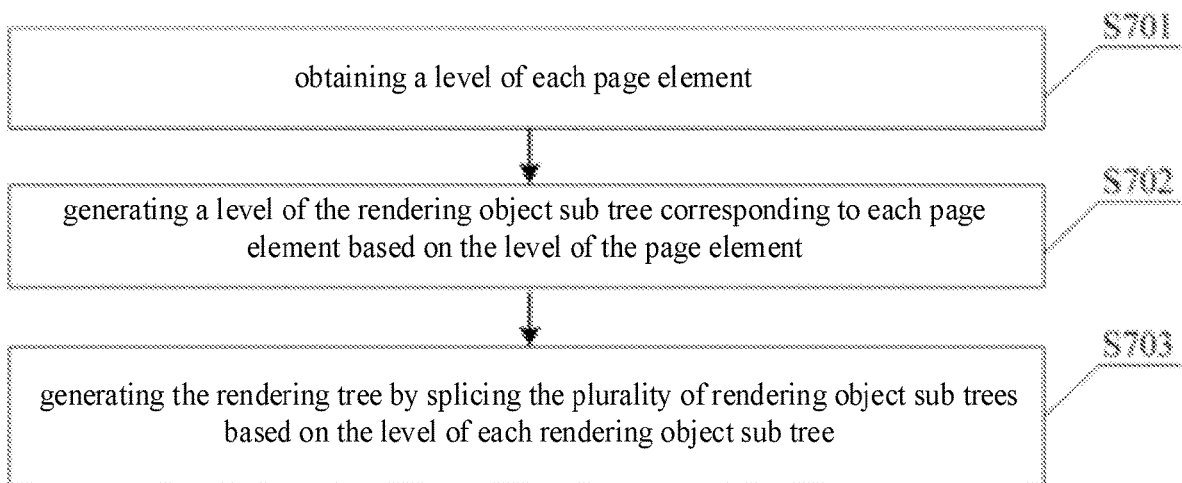 S701
obtaining a level of each page element
S702
generating a level of the rendering object sub tree corresponding to each page
element based on the level of the page element
S703
generating the rendering tree by splicing the plurality of rendering object sub trees
based on the level of each rendering object sub tree